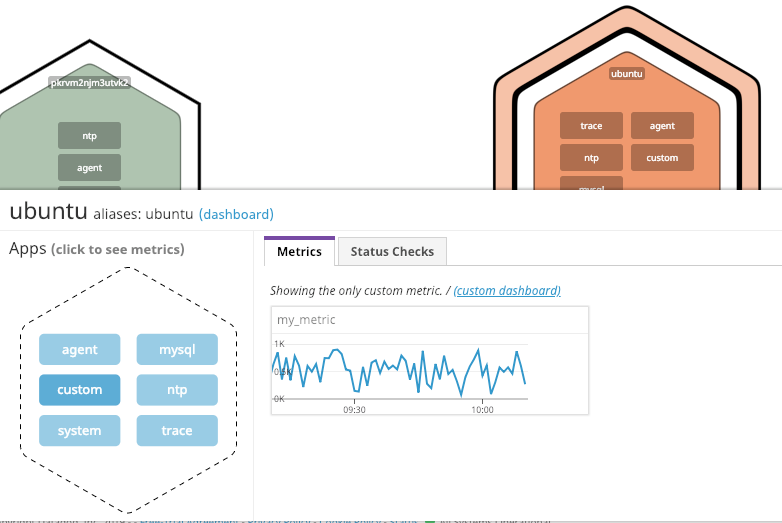 pkrvm2njm3utvk2
ntp
agent
ubuntu
trace agent
ntp custom
mysql
ubuntu aliases: ubuntu (dashboard)
Apps (click to see metrics)
agent mysql
custom ntp
system trace
Metrics Status Checks
Showing the only custom metric. / (custom dashboard)
my_metric
1K
0.5K
0K
09:30 10:00